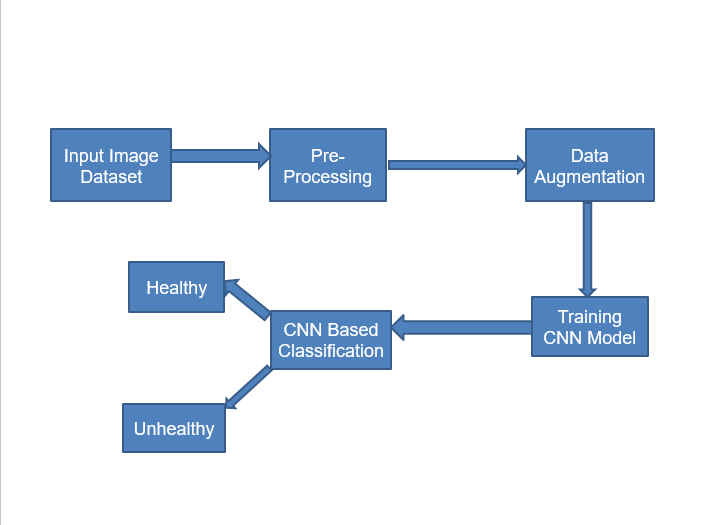 Input Image
Dataset
Pre-
Processing
Data
Augmentation
Training
CNN Model
CNN Based
Classification
Healthy
Unhealthy